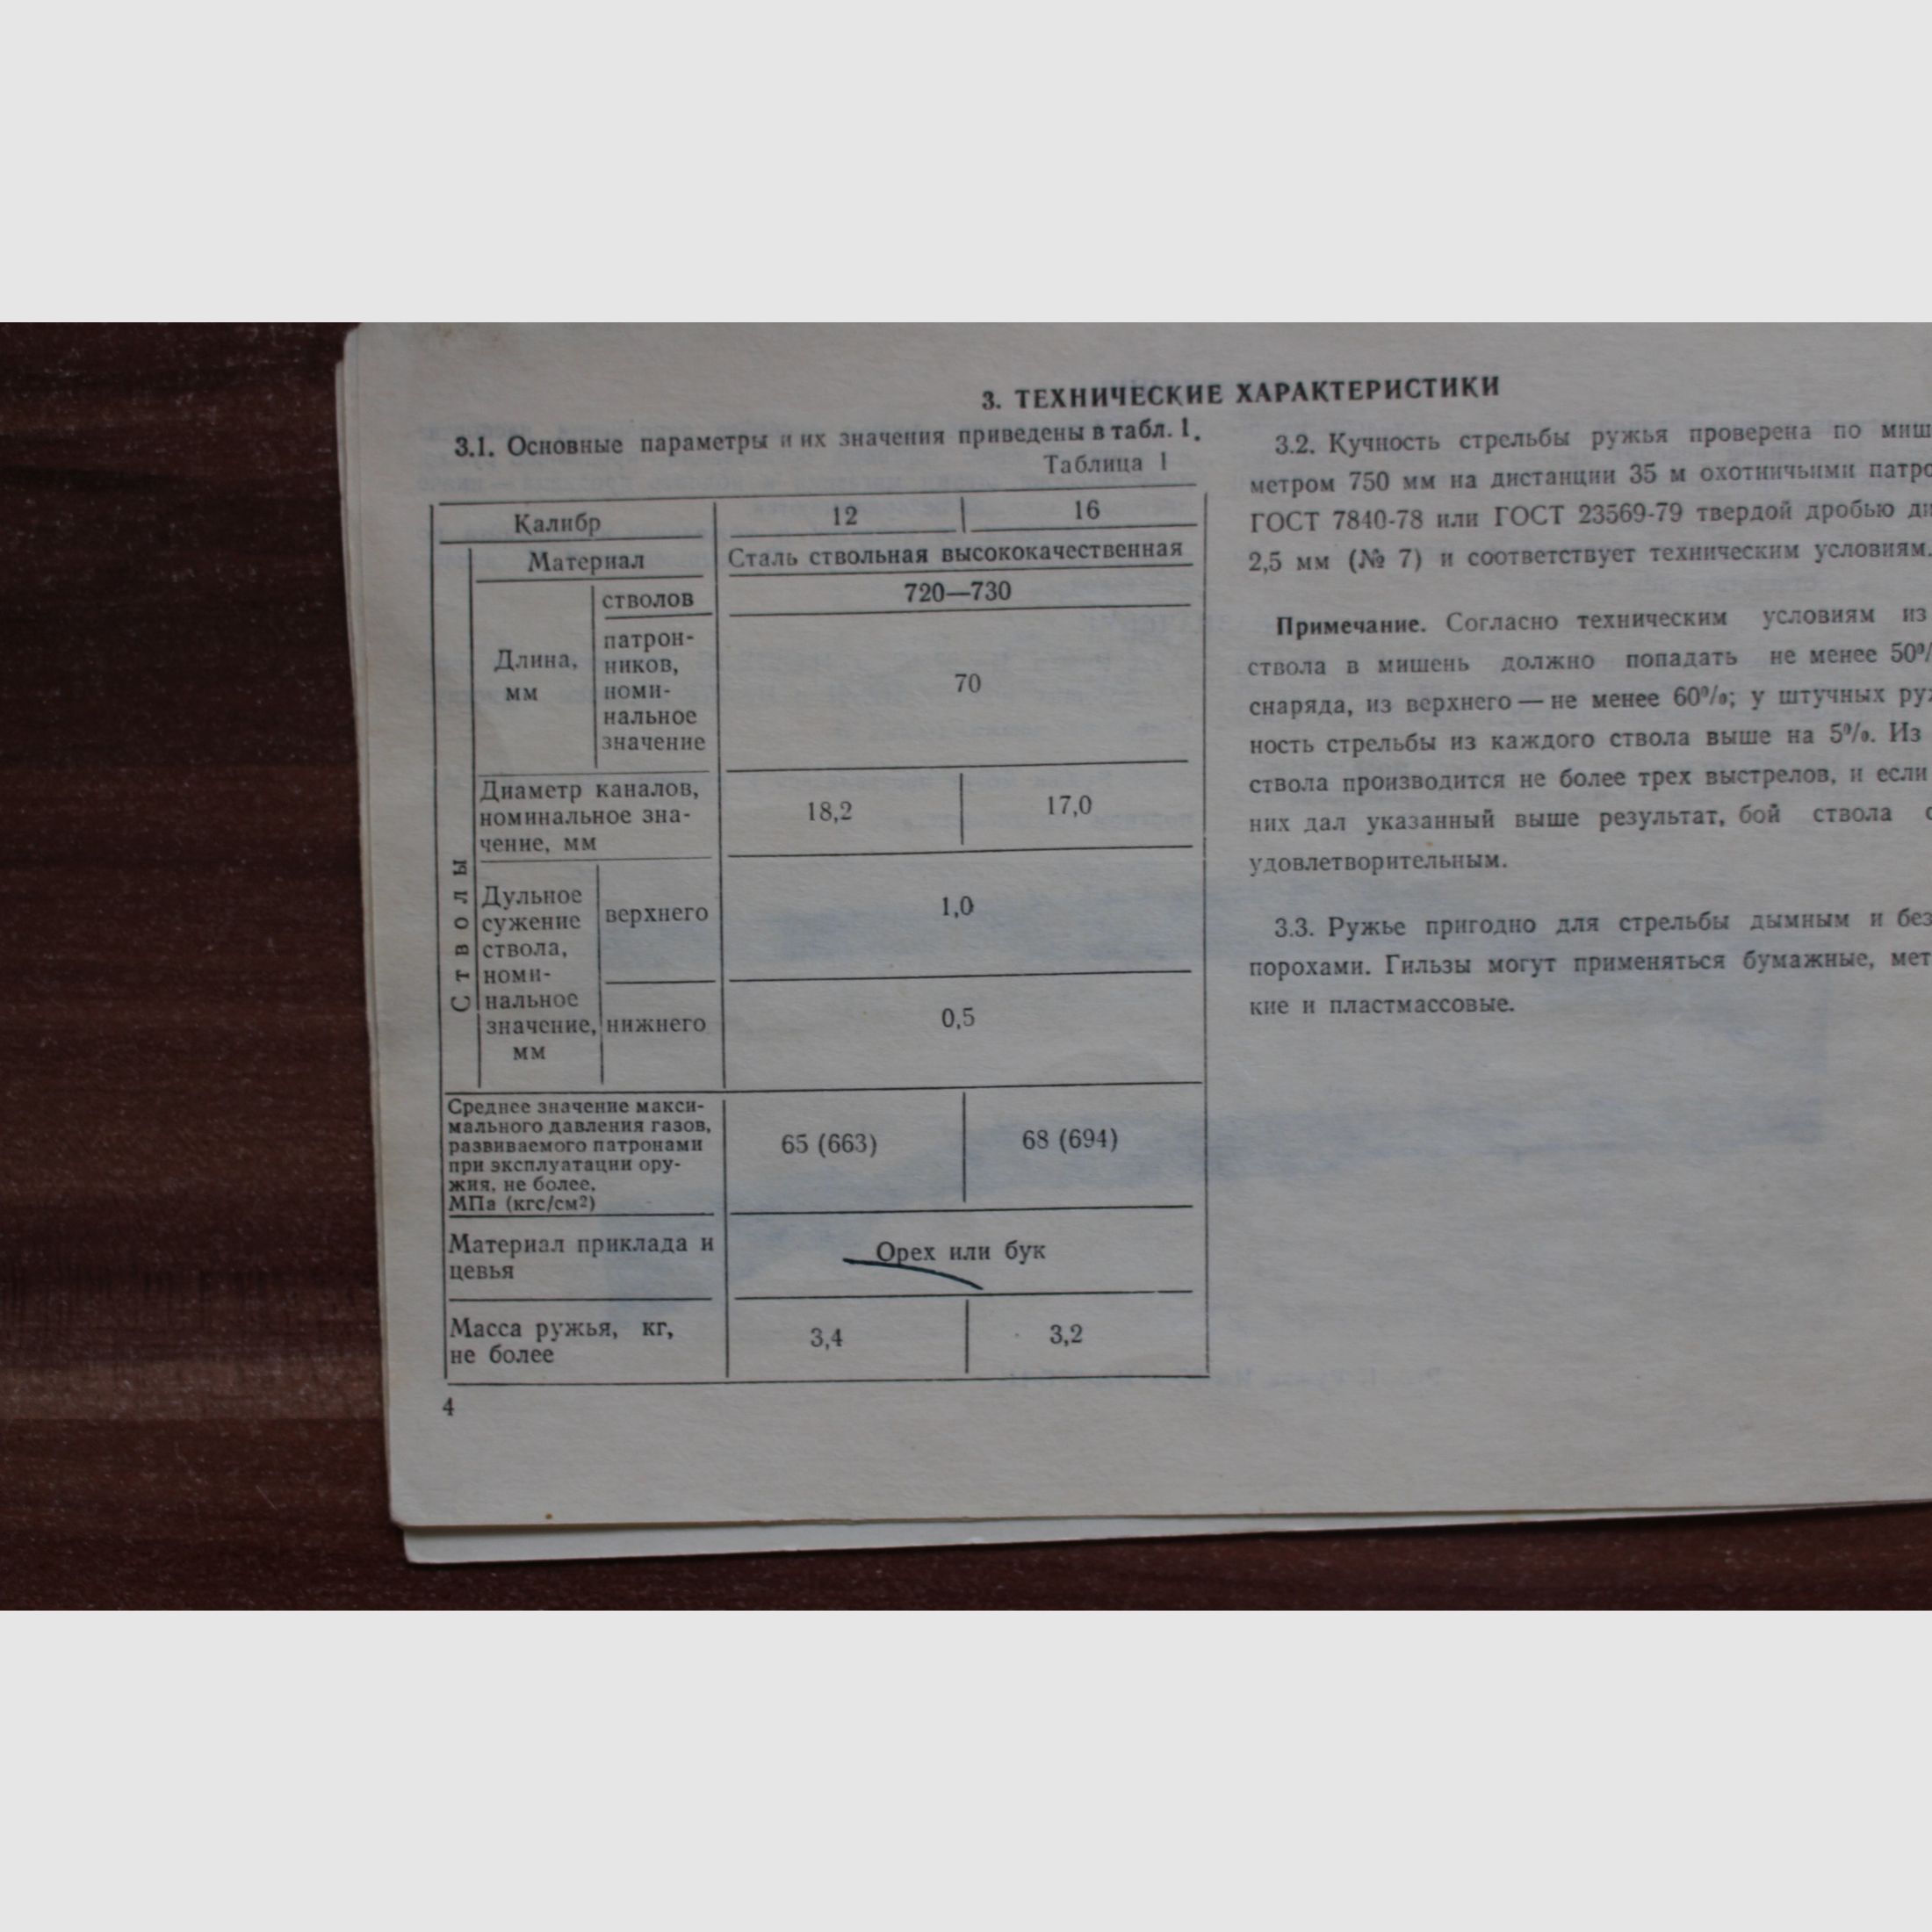 3. ТЕХНИЧЕСКИЕ ХАРАКТЕРИСТИКИ
3.1. Основные параметры и их значения приведены в табл. 1.
Таблица 1
Калибр 12 16
Стволы
Материал Сталь ствольная высококачественная
Длина,
мм
стволов 720—730
патрон-
ников,
номи-
нальное
значение
70
Диаметр каналов,
номинальное зна-
чение, мм
18,2 17,0
Дульное
сужение
ствола,
номи-
нальное
значение,
мм
верхнего 1,0
нижнего 0,5
Среднее значение макси-
мального давления газов,
развиваемого патронами
при эксплуатации ору-
жия, не более,
МПа (кгс/см2)
65 (663) 68 (694)
Материал приклада и
цевья
Орех или бук
Масса ружья, кг,
не более
3,4 3,2
4
3.2. Кучность стрельбы ружья проверена по миш
метром 750 мм на дистанции 35 м охотничьими патро
ГОСТ 7840-78 или ГОСТ 23569-79 твердой дробью ди
2,5 мм (№ 7) и соответствует техническим условиям.
Примечание. Согласно техническим условиям из
ствола в мишень должно попадать не менее 50%
снаряда, из верхнего — не менее 60%; у штучных руж
ность стрельбы из каждого ствола выше на 5%. Из
ствола производится не более трех выстрелов, и если
них дал указанный выше результат, бой ствола
удовлетворительным.
3.3. Ружье пригодно для стрельбы дымным и без
порохами. Гильзы могут применяться бумажные, мет
кие и пластмассовые.